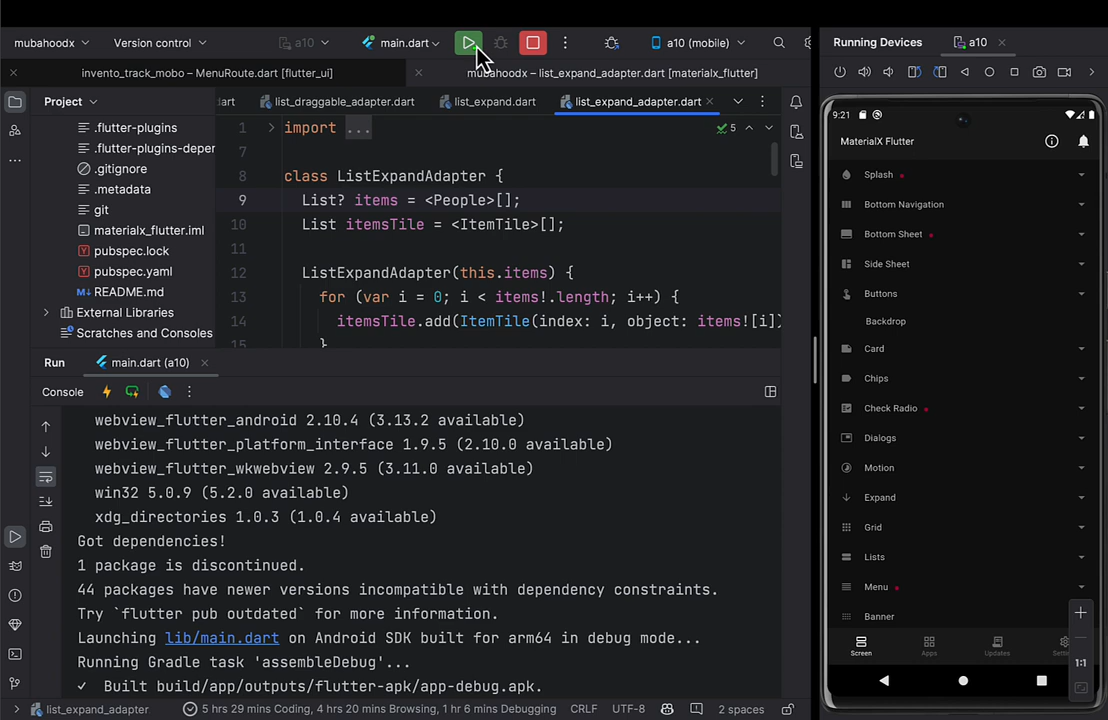 mubahoodx
Version control
a10
main.dart
a10 (mobile)
Running Devices
a10
invento_track_mobo – MenuRoute.dart [flutter_ui]
mubahoodx – list_expand_adapter.dart [materialx_flutter]
Project
.dart
list_draggable_adapter.dart
list_expand.dart
list_expand_adapter.dart
.flutter-plugins
.flutter-plugins-deper
.gitignore
.metadata
git
materialx_flutter.iml
pubspec.lock
pubspec.yaml
README.md
External Libraries
Scratches and Consoles
5
1 import ...
7
8 class ListExpandAdapter {
9 List? items = <People>[];
10 List itemsTile = <ItemTile>[];
11
12 ListExpandAdapter(this.items) {
13 for (var i = 0; i < items!.length; i++) {
14 itemsTile.add(ItemTile(index: i, object: items![i])
15 }
Run
main.dart (a10)
Console
webview_flutter_android 2.10.4 (3.13.2 available)
webview_flutter_platform_interface 1.9.5 (2.10.0 available)
webview_flutter_wkwebview 2.9.5 (3.11.0 available)
win32 5.0.9 (5.2.0 available)
xdg_directories 1.0.3 (1.0.4 available)
Got dependencies!
1 package is discontinued.
44 packages have newer versions incompatible with dependency constraints.
Try `flutter pub outdated` for more information.
Launching lib/main.dart on Android SDK built for arm64 in debug mode...
Running Gradle task 'assembleDebug'...
✓ Built build/app/outputs/flutter-apk/app-debug.apk.
list_expand_adapter
5 hrs 29 mins Coding, 4 hrs 20 mins Browsing, 1 hr 6 mins Debugging
CRLF
UTF-8
2 spaces
9:21
MaterialX Flutter
Splash
Bottom Navigation
Bottom Sheet
Side Sheet
Buttons
Backdrop
Card
Chips
Check Radio
Dialogs
Motion
Expand
Grid
Lists
Menu
Banner
Screen
Apps
Updates
1:1